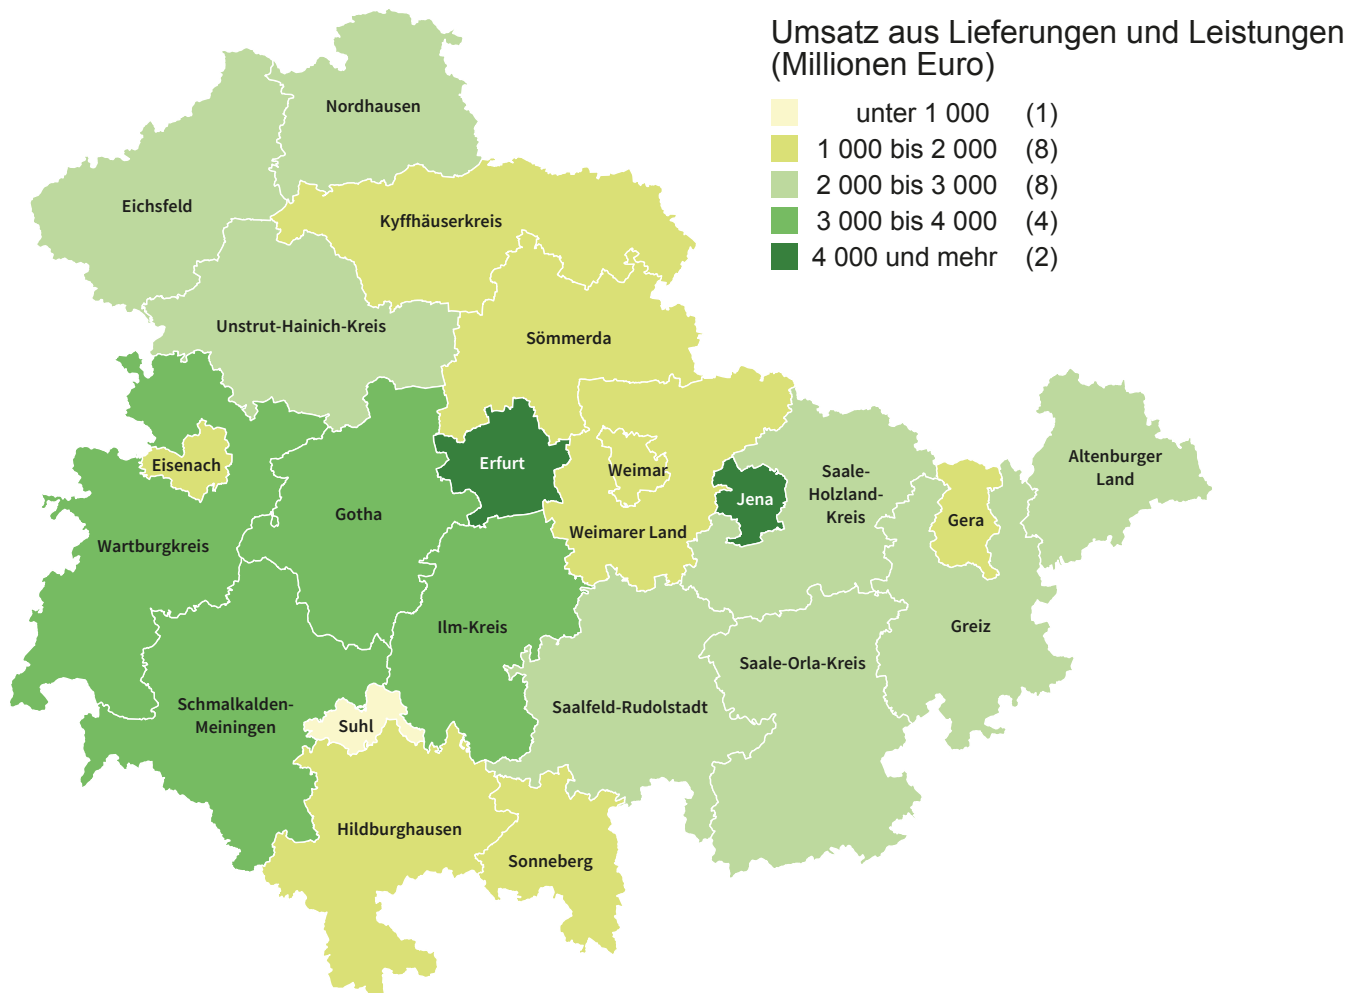 Umsatz aus Lieferungen und Leistungen
(Millionen Euro)
unter 1 000 (1)
1 000 bis 2 000 (8)
2 000 bis 3 000 (8)
3 000 bis 4 000 (4)
4 000 und mehr (2)
Nordhausen
Eichsfeld
Kyffhäuserkreis
Unstrut-Hainich-Kreis
Sömmerda
Eisenach
Erfurt
Weimar
Jena
Saale-
Holzland-
Kreis
Altenburger
Land
Gotha
Gera
Wartburgkreis
Weimarer Land
Ilm-Kreis
Greiz
Saale-Orla-Kreis
Schmalkalden-
Meiningen
Suhl
Saalfeld-Rudolstadt
Hildburghausen
Sonneberg